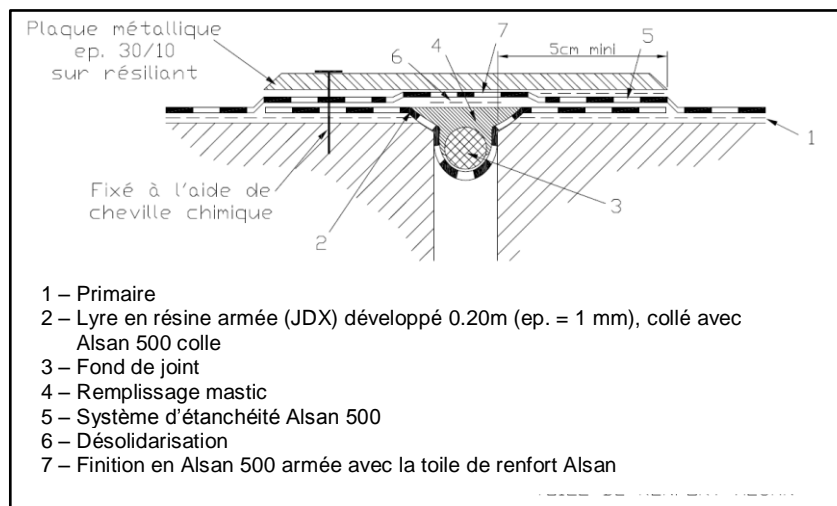 Plaque métallique
ep. 30/10
sur résiliant
7
4
6
5cm mini
5
1
Fixé à l'aide de
cheville chimique
2
3
1 – Primaire
2 – Lyre en résine armée (JDX) développé 0.20m (ep. = 1 mm), collé avec
Alsan 500 colle
3 – Fond de joint
4 – Remplissage mastic
5 – Système d'étanchéité Alsan 500
6 – Désolidarisation
7 – Finition en Alsan 500 armée avec la toile de renfort Alsan